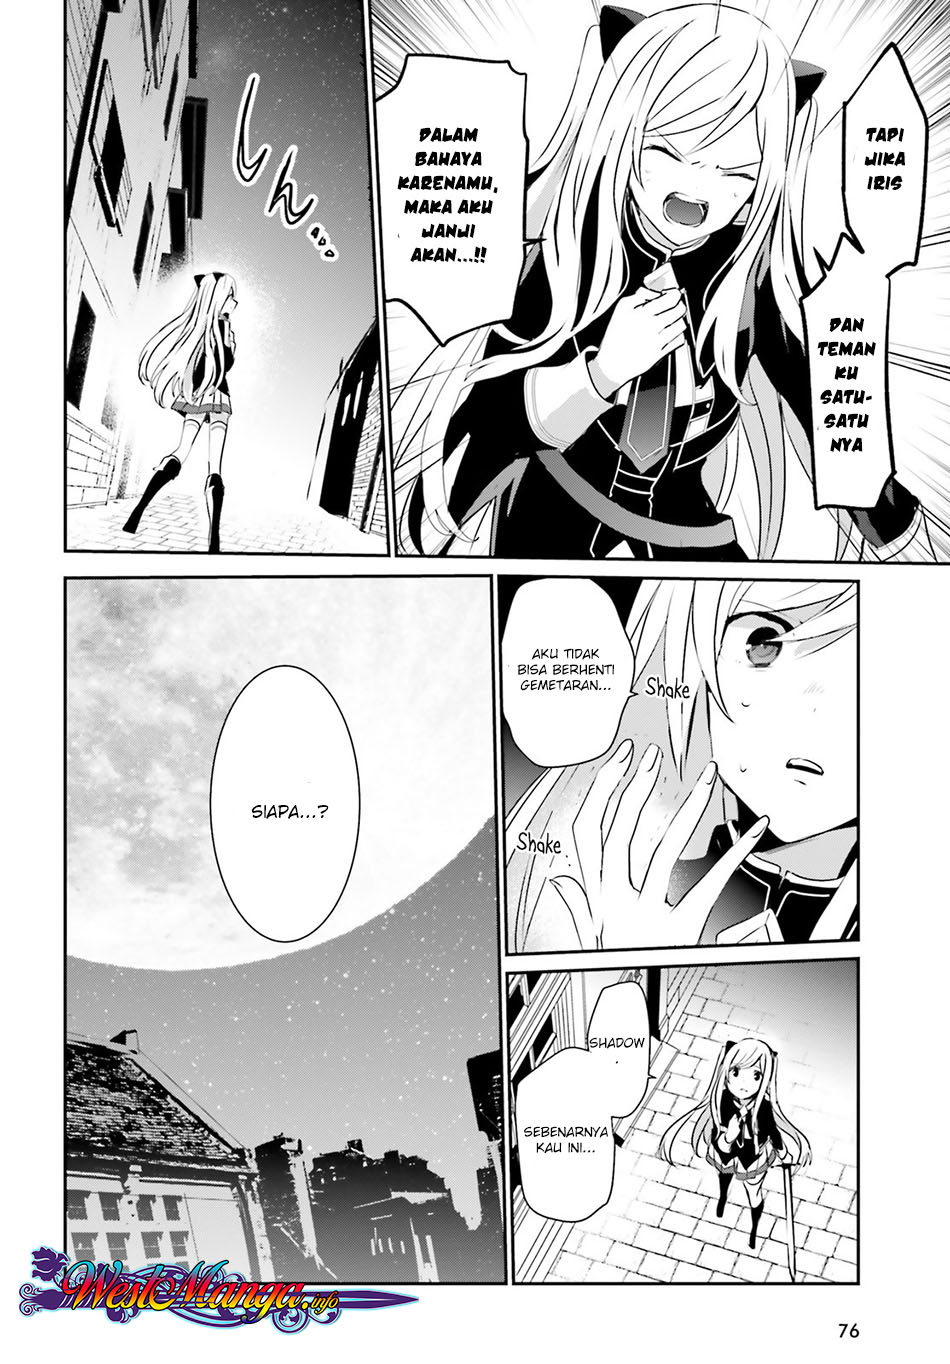 TAPI
JIKA
IRIS
DAN
TEMAN
KU
SATU-
SATU
NYA
DALAM
BAHAYA
KARENAMU,
MAKA AKU
JANJI
AKAN...!!
しん...
AKU TIDAK
BISA BERHENTI
GEMETARAN...
Shake
Shake
SHADOW
.
SEBENARNYA
KAU INI...
SIAPA...?
WestManga.info
76